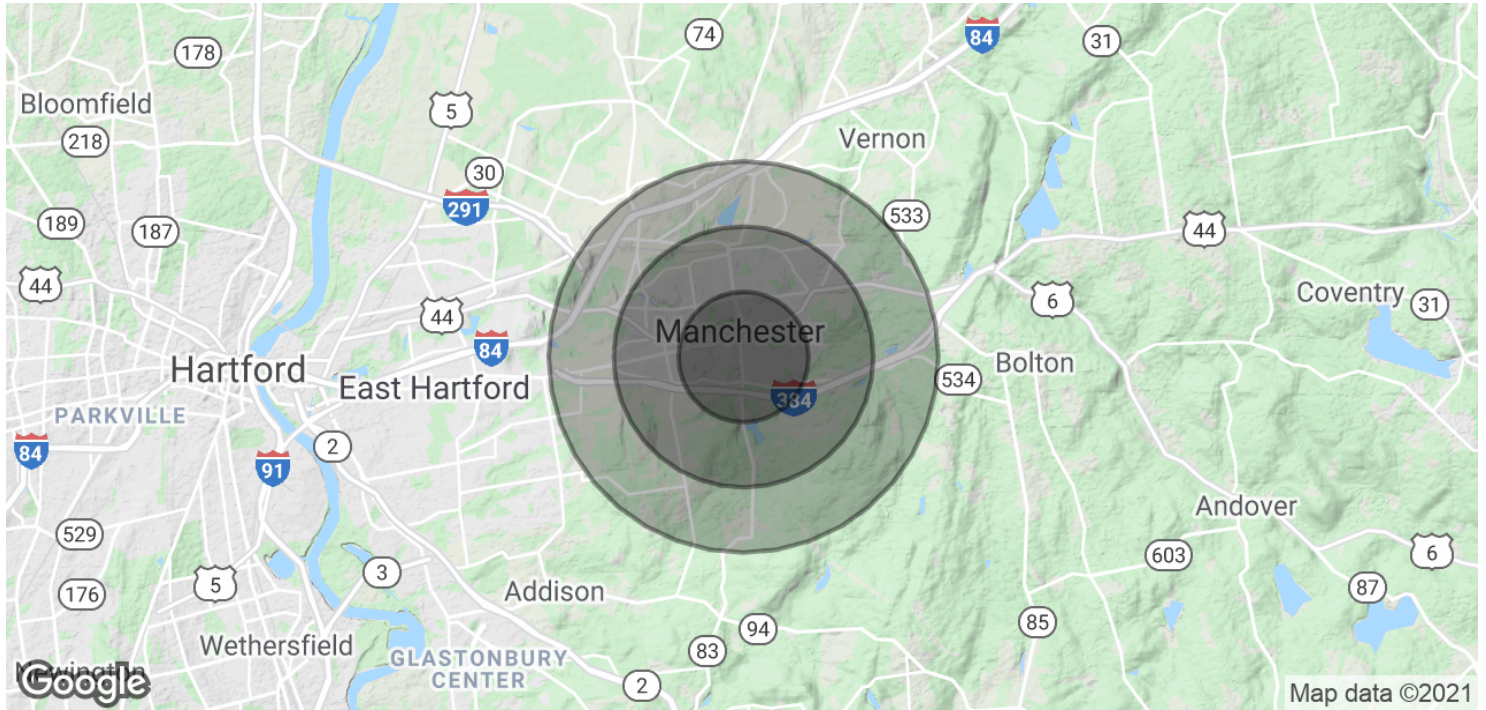 74
84
31
178
Bloomfield
5
218
Vernon
30
291
533
189
187
44
44
6
Coventry
31
44
Manchester
84
Hartford
East Hartford
Bolton
534
384
PARKVILLE
84
2
91
Andover
529
603
6
3
5
176
Addison
87
85
94
Wethersfield
83
GLASTONBURY
CENTER
2
Newington
Google
Map data ©2021